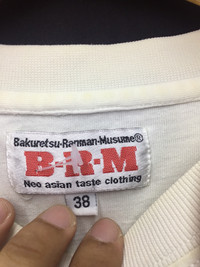 Bakuretsu-Ranman-Musume®
B-R-M
Neo asian taste clothing
38